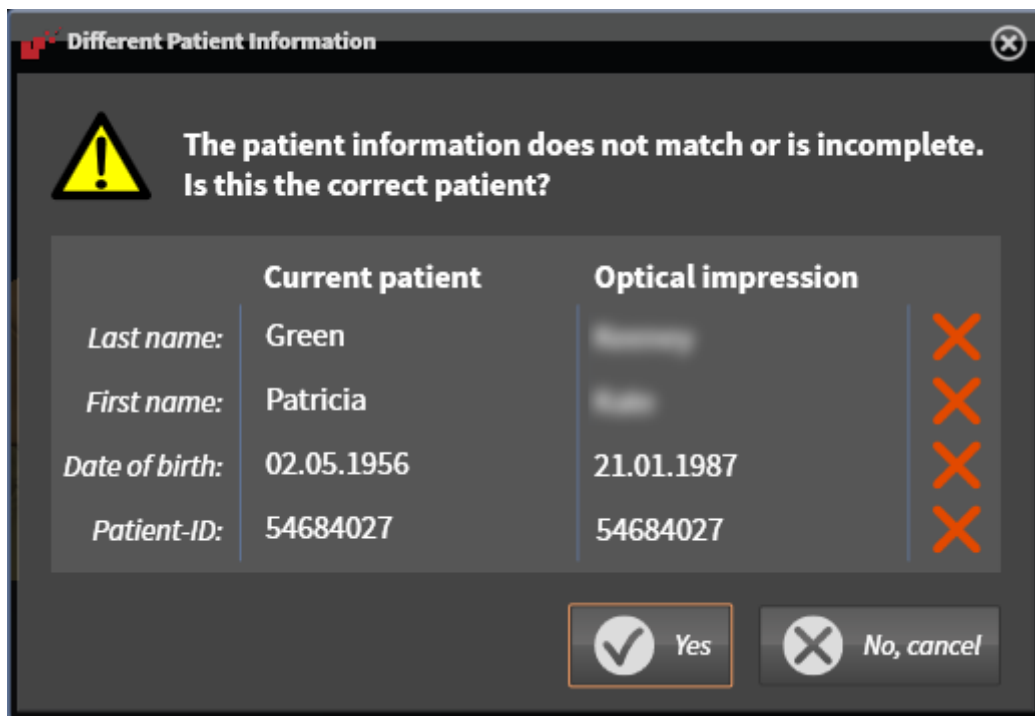 Different Patient Information
The patient information does not match or is incomplete.
Is this the correct patient?
Current patient Optical impression
Last name: Green
First name: Patricia
Date of birth: 02.05.1956 21.01.1987
Patient-ID: 54684027 54684027
Yes No, cancel